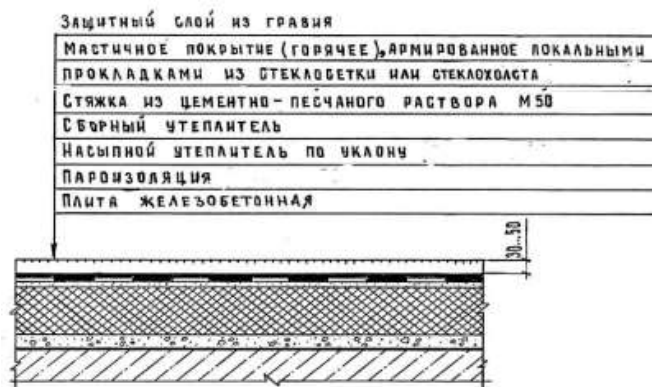 Защитный слой из гравия
Мастичное покрытие (горячее), армированное локальными
прокладками из стеклосетки или стеклохолста
Стяжка из цементно-песчаного раствора М50
Сборный утеплитель
Насыпной утеплитель по уклону
Пароизоляция
Плита железобетонная
30...50